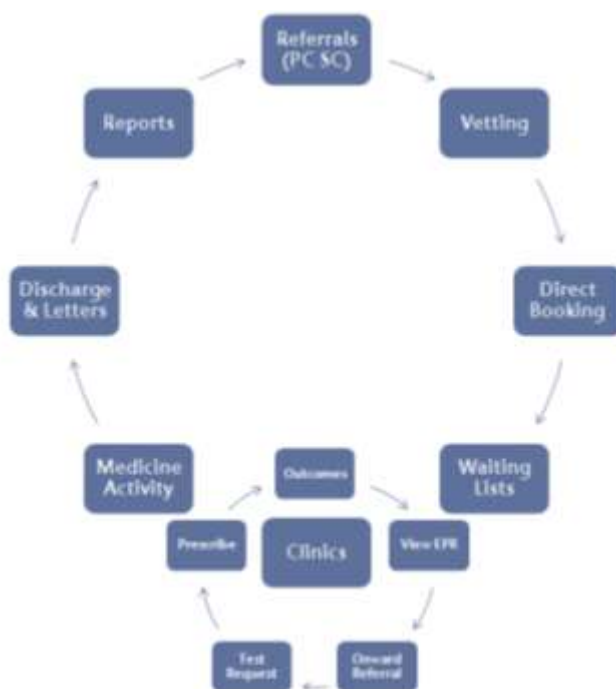 Referrals
(PC SC)
Vetting
Direct
Booking
Waiting
Lists
Clinics
Medicine
Activity
Discharge
& Letters
Reports
Outcomes
View EPR
Onward
Referral
Test
Request
Prescribe